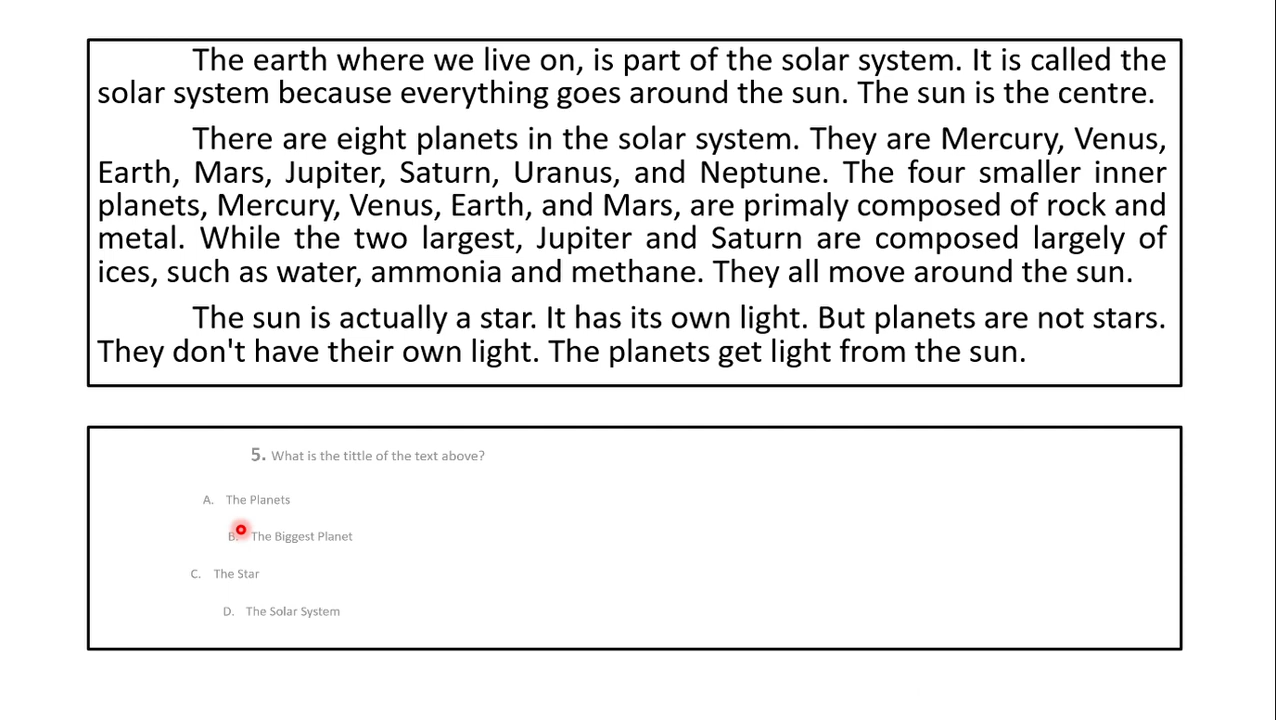 The earth where we live on, is part of the solar system. It is called the
solar system because everything goes around the sun. The sun is the centre.
There are eight planets in the solar system. They are Mercury, Venus,
Earth, Mars, Jupiter, Saturn, Uranus, and Neptune. The four smaller inner
planets, Mercury, Venus, Earth, and Mars, are primaly composed of rock and
metal. While the two largest, Jupiter and Saturn are composed largely of
ices, such as water, ammonia and methane. They all move around the sun.
The sun is actually a star. It has its own light. But planets are not stars.
They don't have their own light. The planets get light from the sun.
5. What is the tittle of the text above?
A. The Planets
B. The Biggest Planet
C. The Star
D. The Solar System